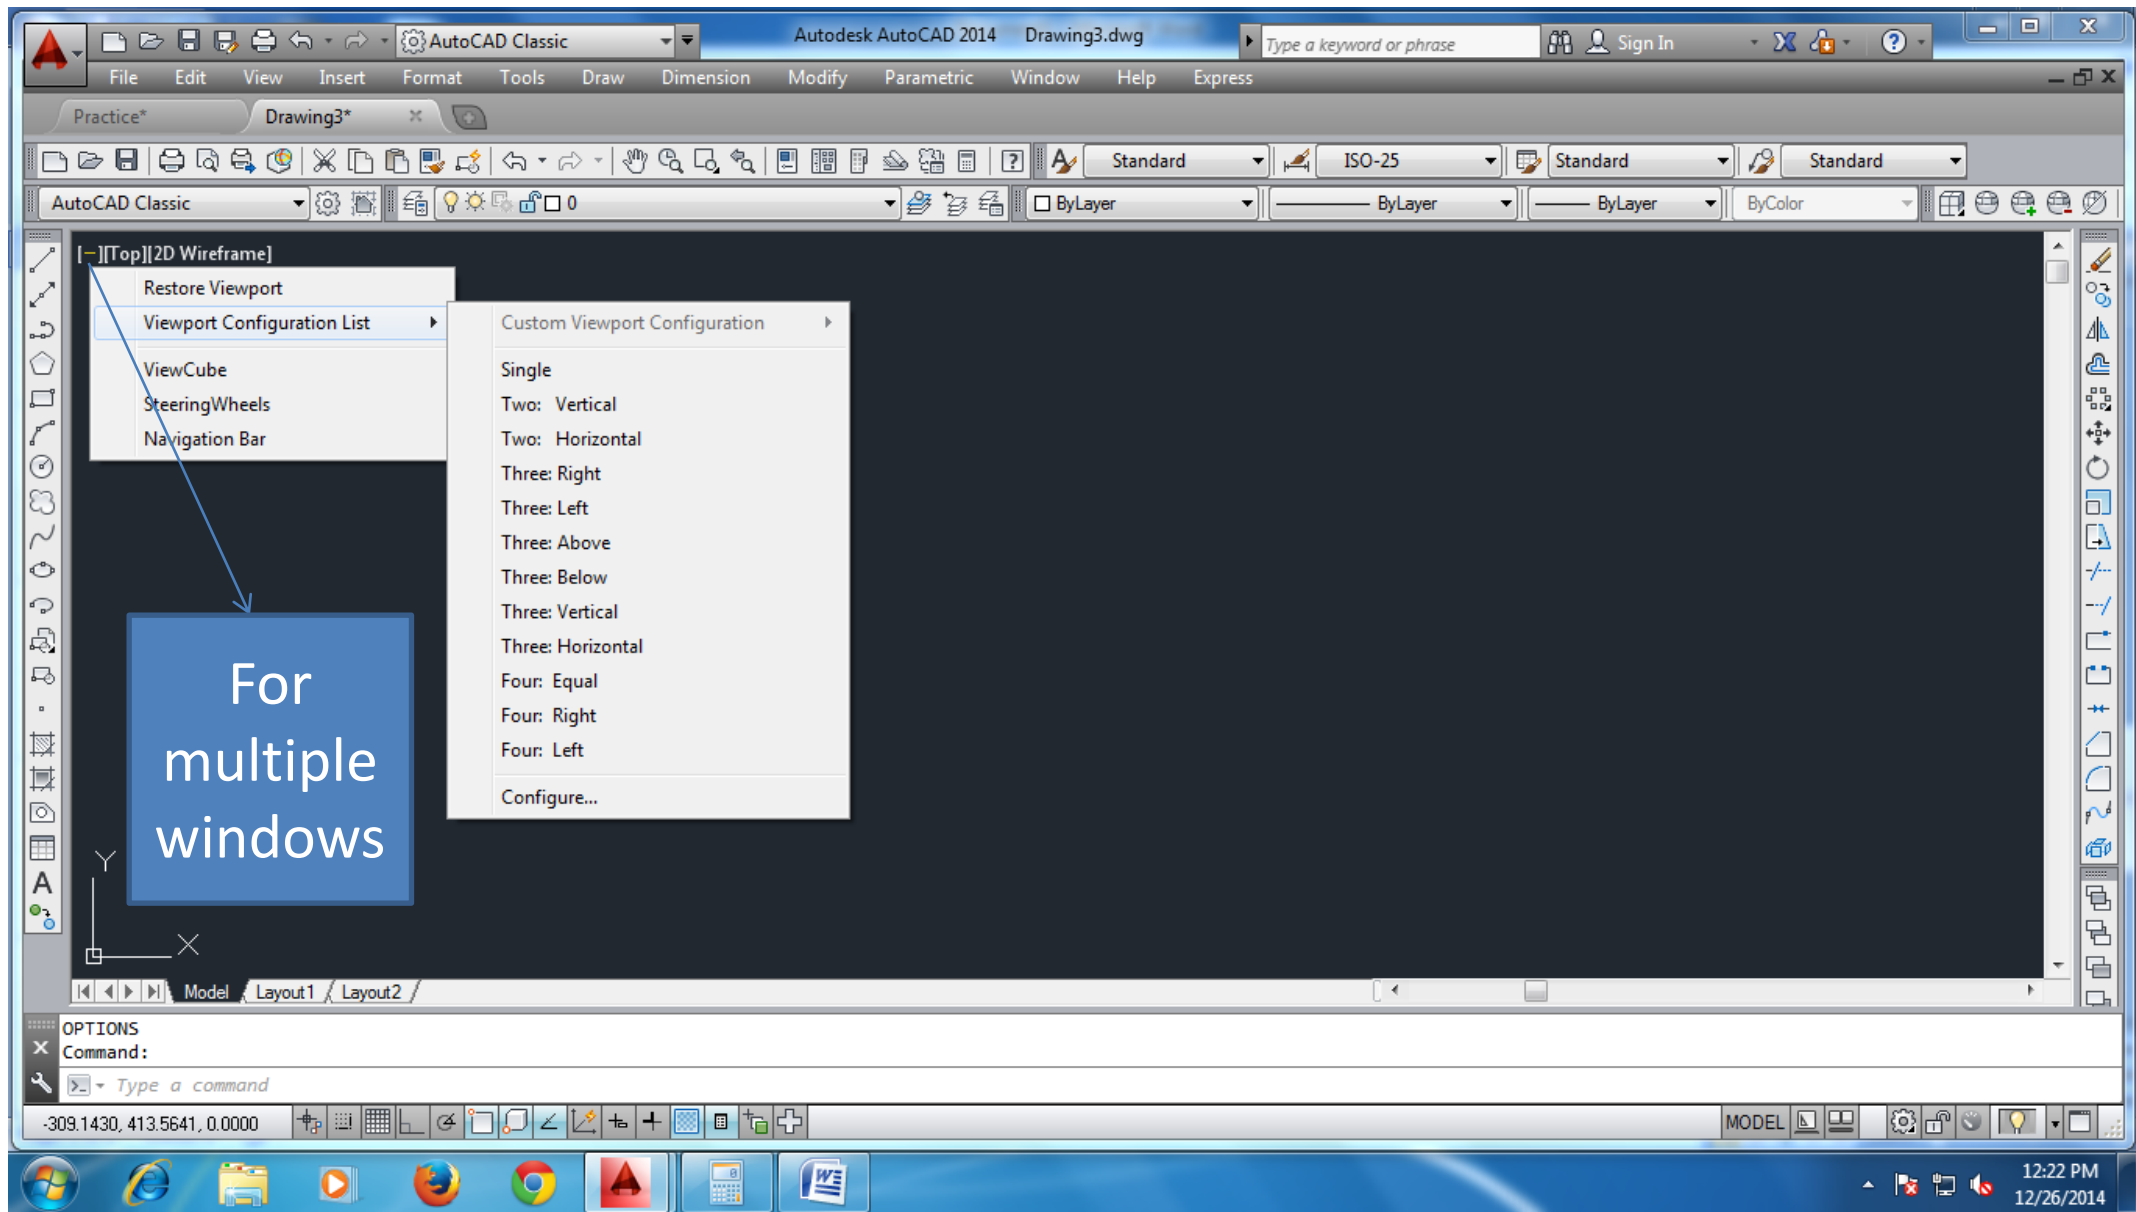 AutoCAD Classic
Autodesk AutoCAD 2014 Drawing3.dwg
Type a keyword or phrase
Sign In
File Edit View Insert Format Tools Draw Dimension Modify Parametric Window Help Express
Practice* Drawing3*
Standard ISO-25 Standard Standard
AutoCAD Classic 0 ByLayer ByLayer ByLayer ByColor
[–][Top][2D Wireframe]
Restore Viewport
Viewport Configuration List
ViewCube
SteeringWheels
Navigation Bar
Custom Viewport Configuration
Single
Two: Vertical
Two: Horizontal
Three: Right
Three: Left
Three: Above
Three: Below
Three: Vertical
Three: Horizontal
Four: Equal
Four: Right
Four: Left
Configure...
For
multiple
windows
Y
X
Model Layout1 Layout2
OPTIONS
Command:
Type a command
-309.1430, 413.5641, 0.0000
MODEL
12:22 PM
12/26/2014